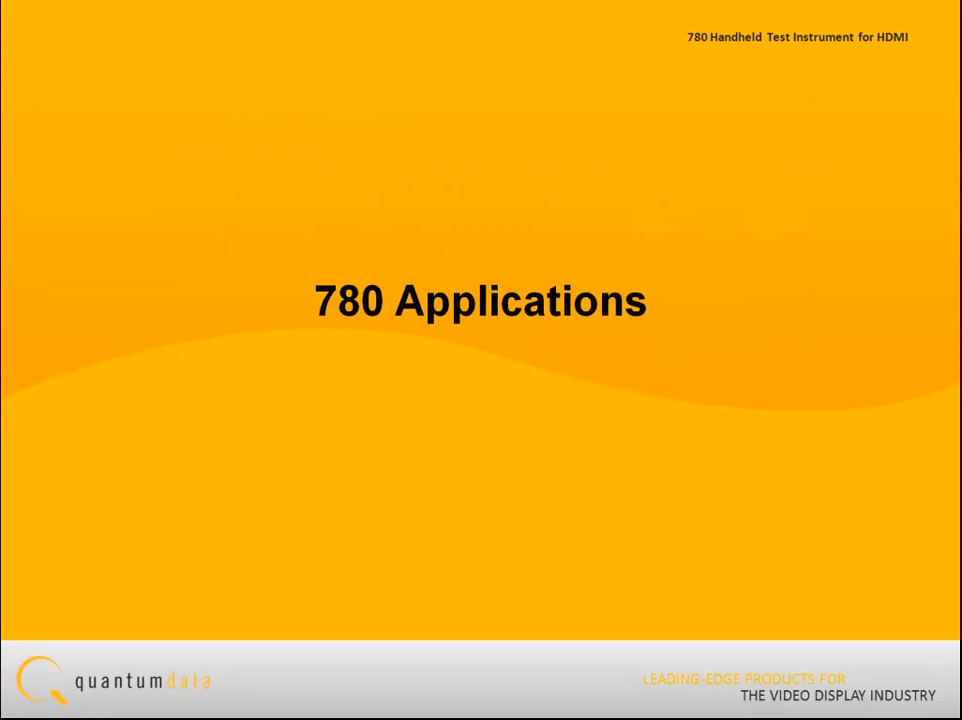 780 Handheld Test Instrument for HDMI
780 Applications
quantumdata
LEADING-EDGE PRODUCTS FOR
THE VIDEO DISPLAY INDUSTRY